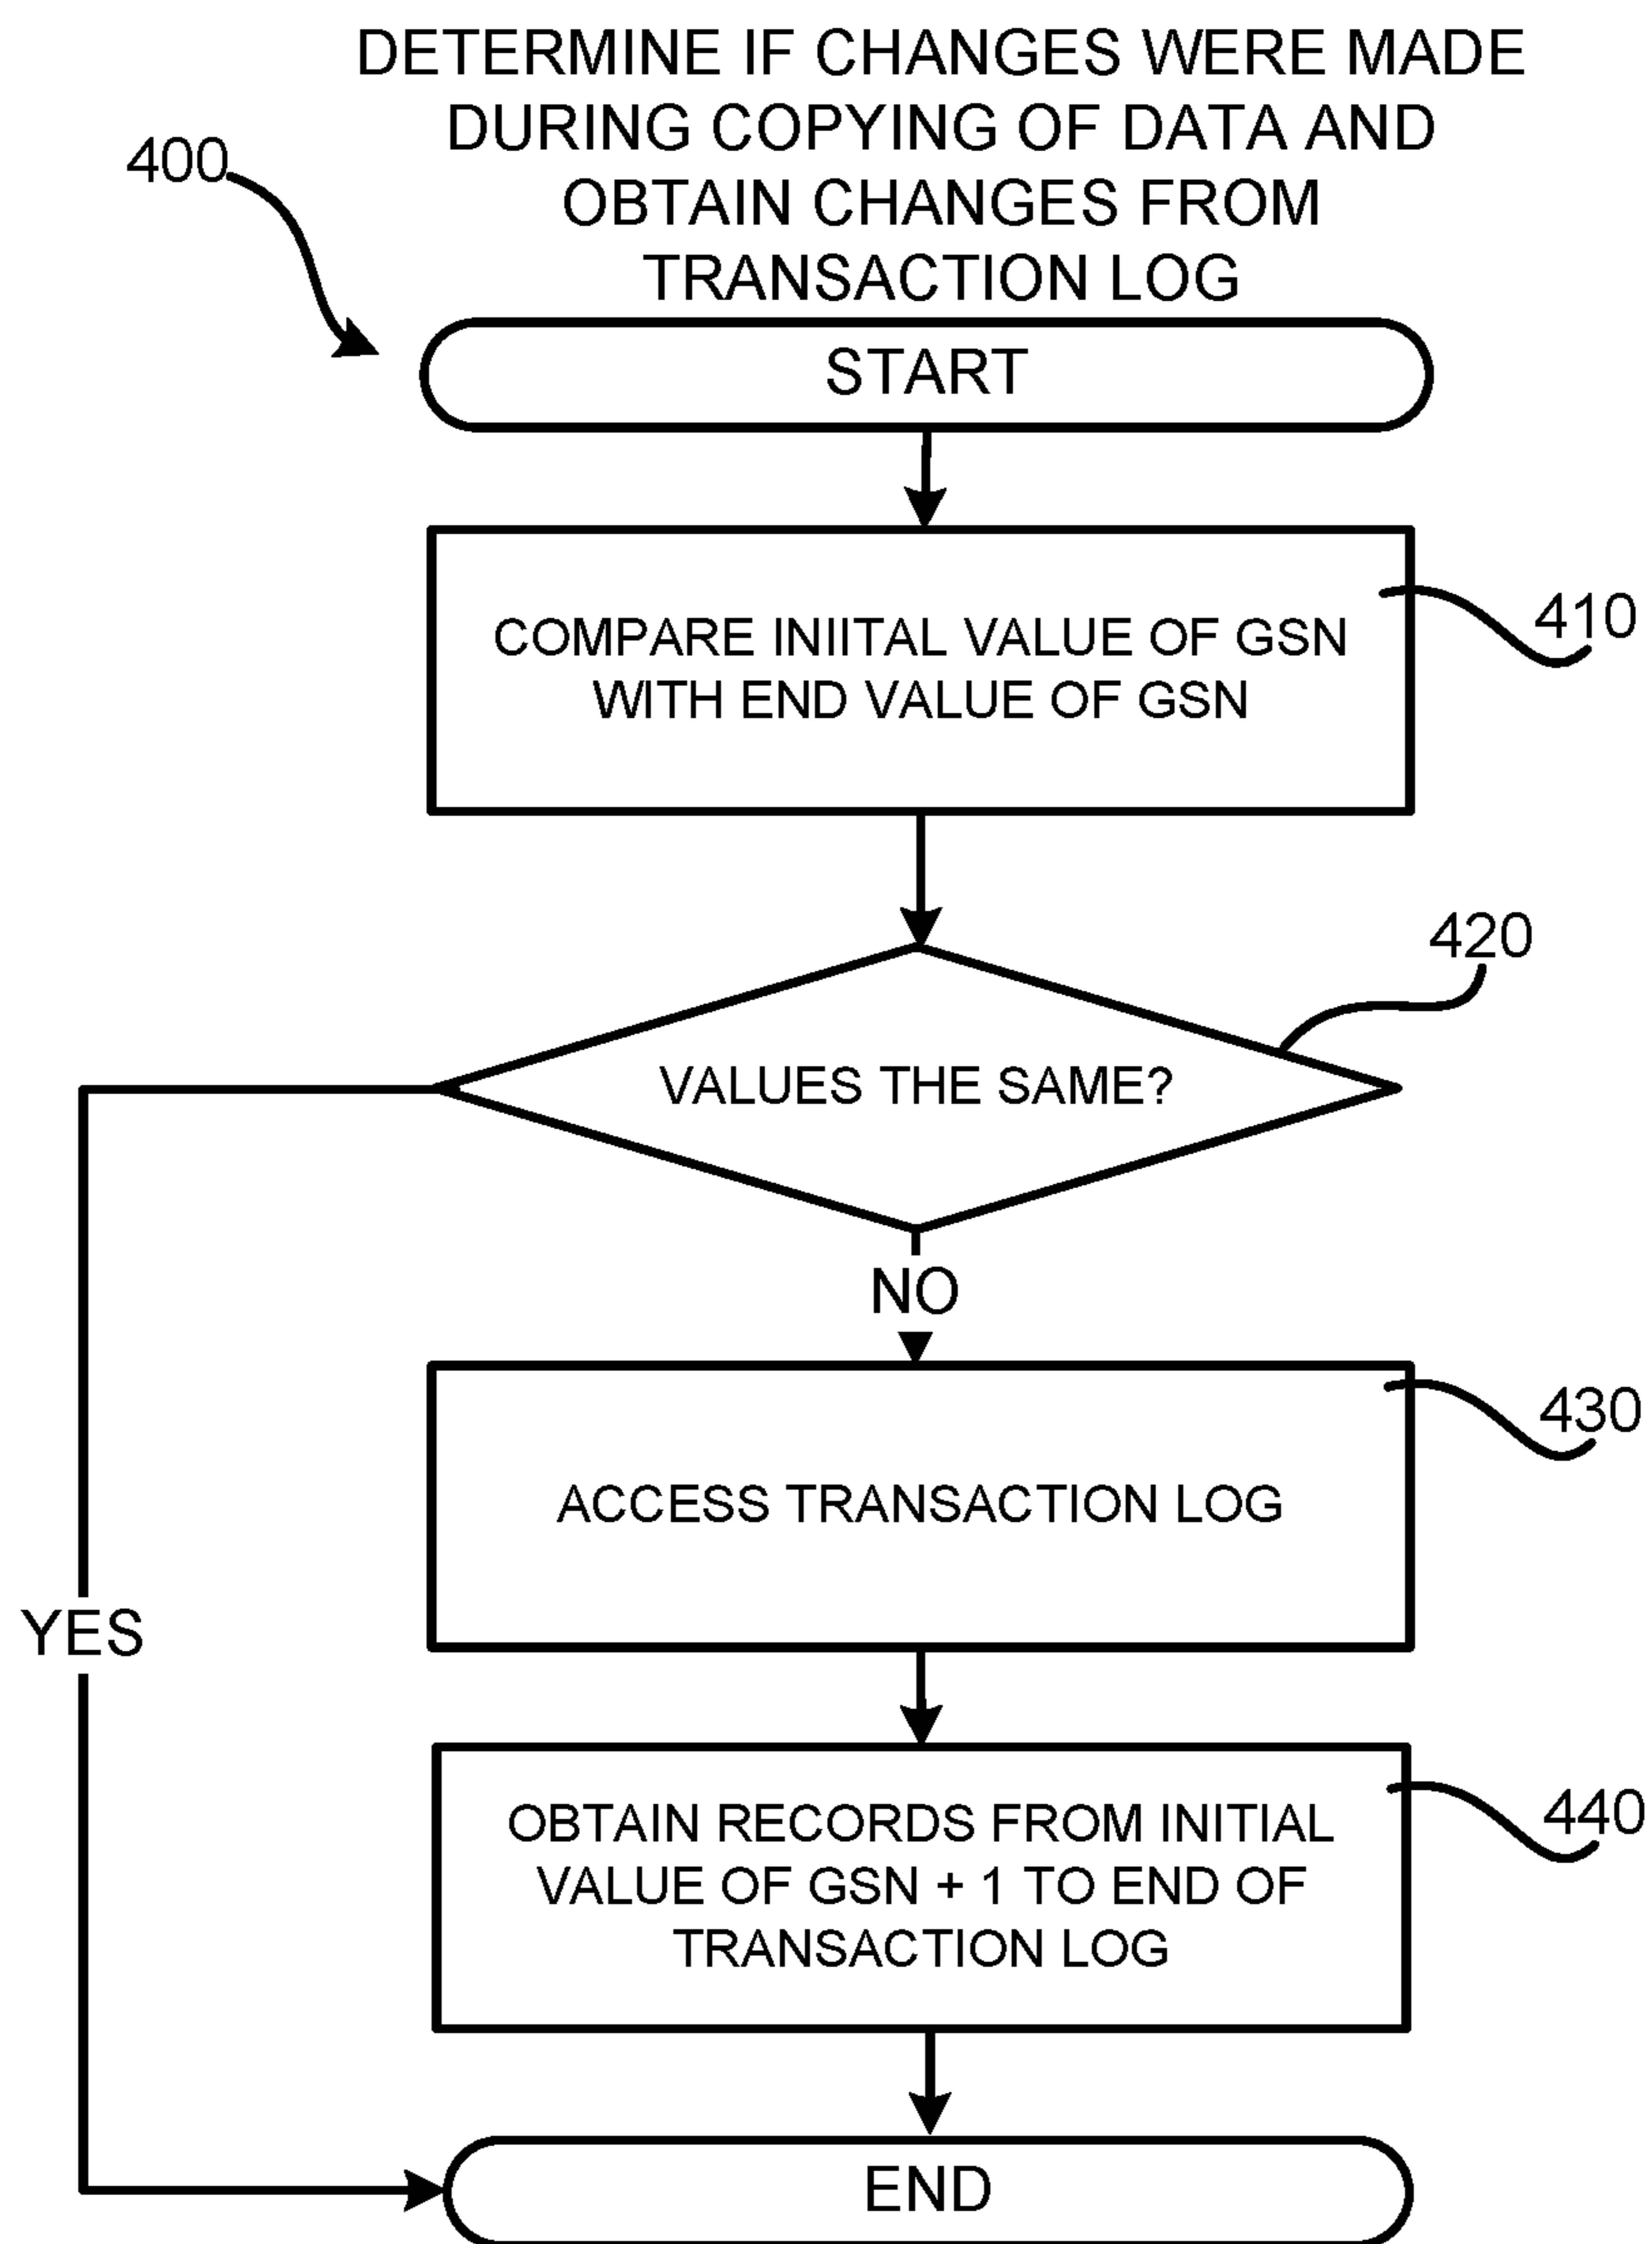 DETERMINE IF CHANGES WERE MADE
DURING COPYING OF DATA AND
OBTAIN CHANGES FROM
TRANSACTION LOG
400
START
COMPARE INIITAL VALUE OF GSN
WITH END VALUE OF GSN
410
420
VALUES THE SAME?
NO
430
ACCESS TRANSACTION LOG
YES
OBTAIN RECORDS FROM INITIAL
VALUE OF GSN + 1 TO END OF
TRANSACTION LOG
440
END